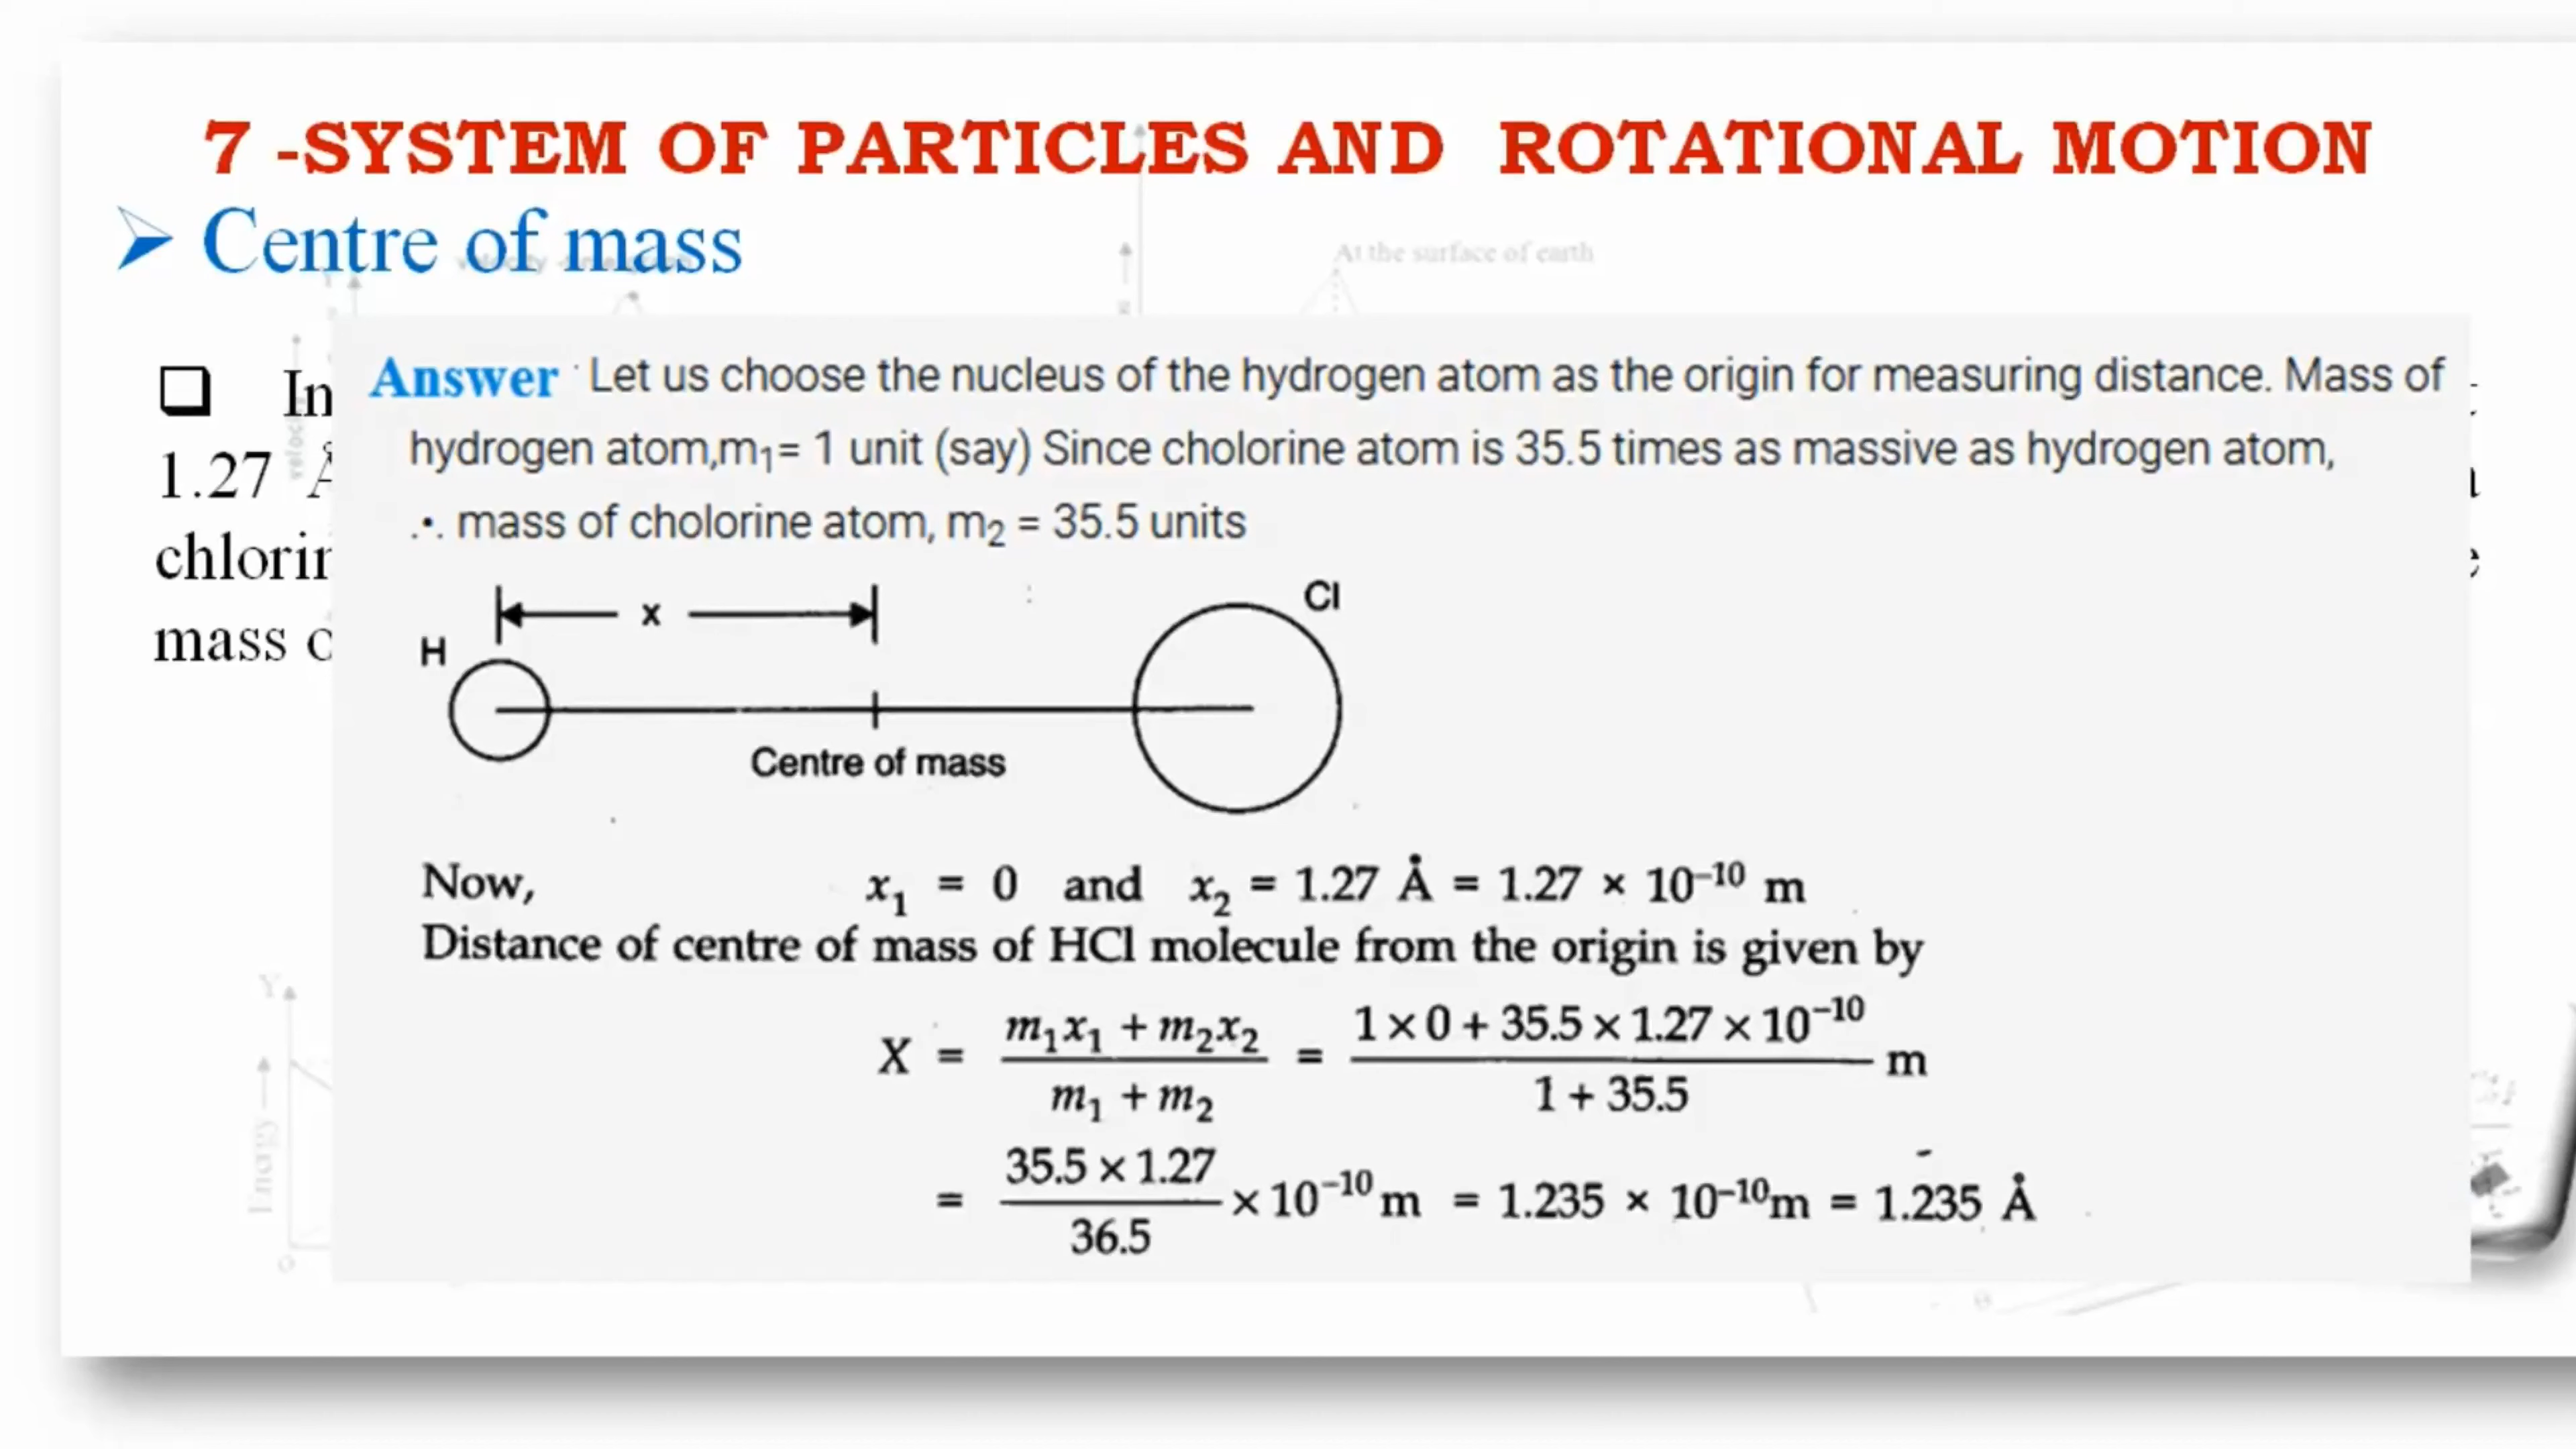 7 -SYSTEM OF PARTICLES AND ROTATIONAL MOTION
Centre of mass
At the surface of earth
In
1.27
mass
Answer Let us choose the nucleus of the hydrogen atom as the origin for measuring distance. Mass of
hydrogen atom,m₁= 1 unit (say) Since cholorine atom is 35.5 times as massive as hydrogen atom,
∴ mass of cholorine atom, m₂ = 35.5 units
x
H
Cl
Centre of mass
Now, x₁ = 0 and x₂ = 1.27 Å = 1.27 × 10⁻¹⁰ m
Distance of centre of mass of HCl molecule from the origin is given by
X = (m₁x₁ + m₂x₂)/(m₁ + m₂) = (1 × 0 + 35.5 × 1.27 × 10⁻¹⁰)/(1 + 35.5) m
= (35.5 × 1.27)/36.5 × 10⁻¹⁰ m = 1.235 × 10⁻¹⁰m = 1.235 Å
Y
Energy
O